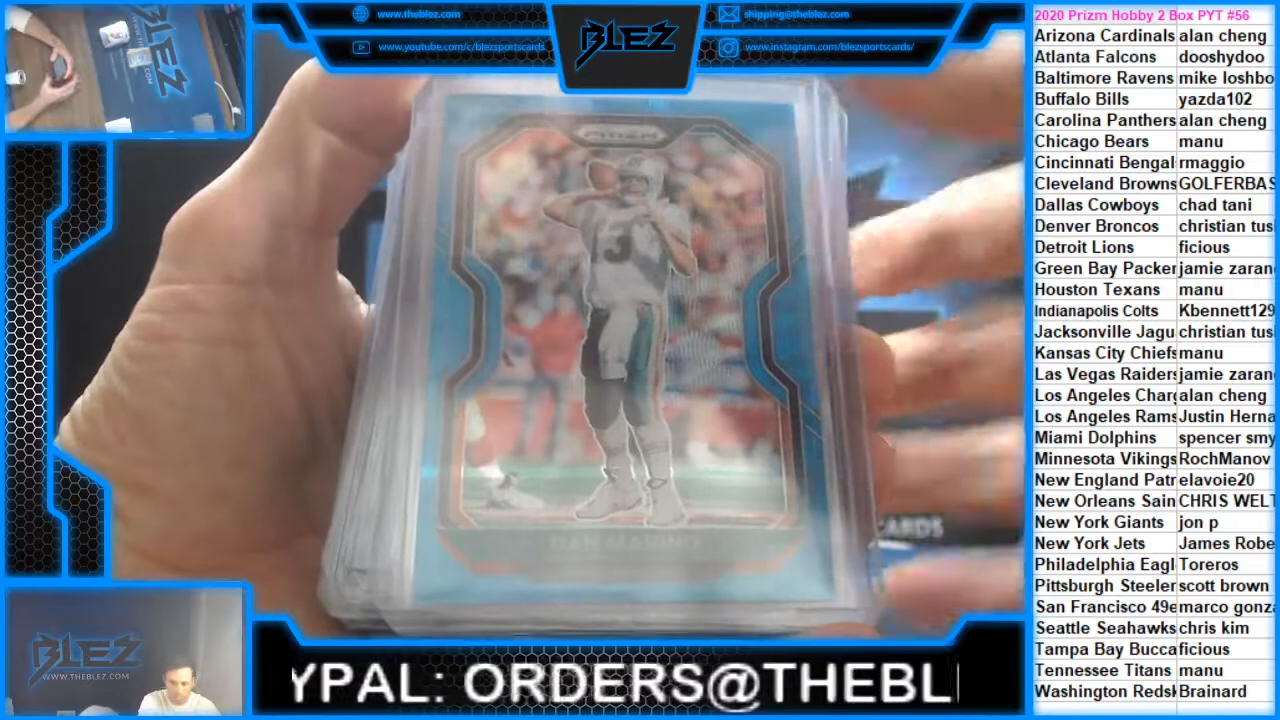 www.theblez.com
shipping@theblez.com
www.youtube.com/c/blezsportscards
BLEZ
www.instagram.com/blezsportscards/
BLEZ
PRIZM
DAN MARINO
CARDS
BLEZ
WWW.THEBLEZ.COM
YPAL: ORDERS@THEBL
2020 Prizm Hobby 2 Box PYT #56
Arizona Cardinals alan cheng
Atlanta Falcons dooshydoo
Baltimore Ravens mike loshbo
Buffalo Bills yazda102
Carolina Panthers alan cheng
Chicago Bears manu
Cincinnati Bengal rmaggio
Cleveland Browns GOLFERBAS
Dallas Cowboys chad tani
Denver Broncos christian tus
Detroit Lions ficious
Green Bay Packer jamie zaran
Houston Texans manu
Indianapolis Colts Kbennett129
Jacksonville Jagu christian tus
Kansas City Chiefs manu
Las Vegas Raiders jamie zaran
Los Angeles Charg alan cheng
Los Angeles Rams Justin Herna
Miami Dolphins spencer smy
Minnesota Vikings RochManov
New England Patr elavoie20
New Orleans Sain CHRIS WELT
New York Giants jon p
New York Jets James Robe
Philadelphia Eagl Toreros
Pittsburgh Steeler scott brown
San Francisco 49e marco gonza
Seattle Seahawks chris kim
Tampa Bay Bucca ficious
Tennessee Titans manu
Washington Redsk Brainard